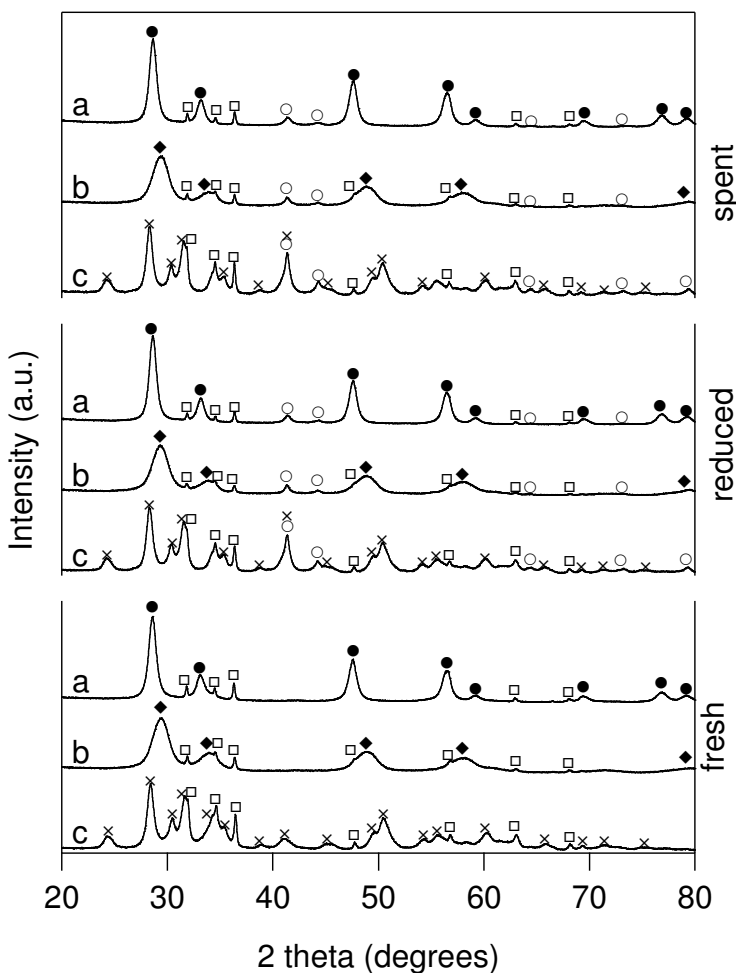 a
b
c
spent
a
b
c
reduced
a
b
c
fresh
Intensity (a.u.)
20 30 40 50 60 70 80
2 theta (degrees)